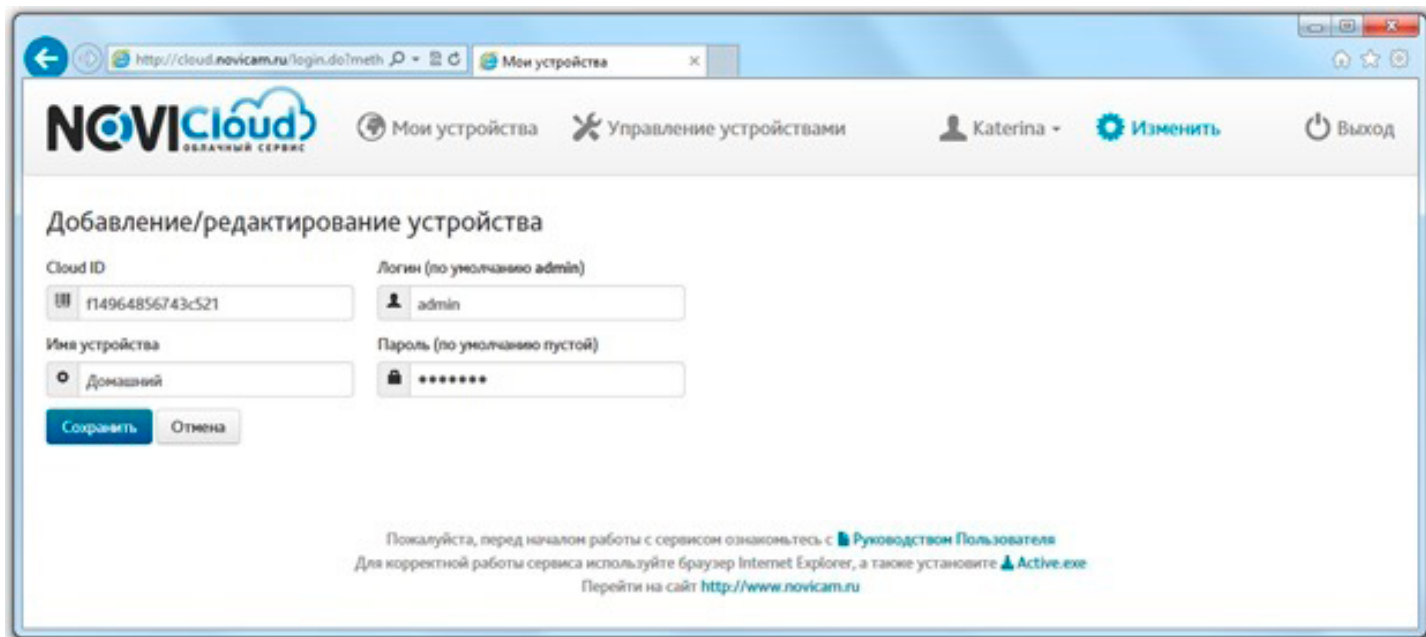 http://cloud.novicam.ru/login.do?meth
Мои устройства
NOVICloud
ОБЛАЧНЫЙ СЕРВИС
Мои устройства
Управление устройствами
Katerina
Изменить
Выход
Добавление/редактирование устройства
Cloud ID
Логин (по умолчанию admin)
f14964856743c521
admin
Имя устройства
Пароль (по умолчанию пустой)
Домашний
•••••••
Сохранить
Отмена
Пожалуйста, перед началом работы с сервисом ознакомьтесь с Руководством Пользователя
Для корректной работы сервиса используйте браузер Internet Explorer, а также установите Active.exe
Перейти на сайт http://www.novicam.ru